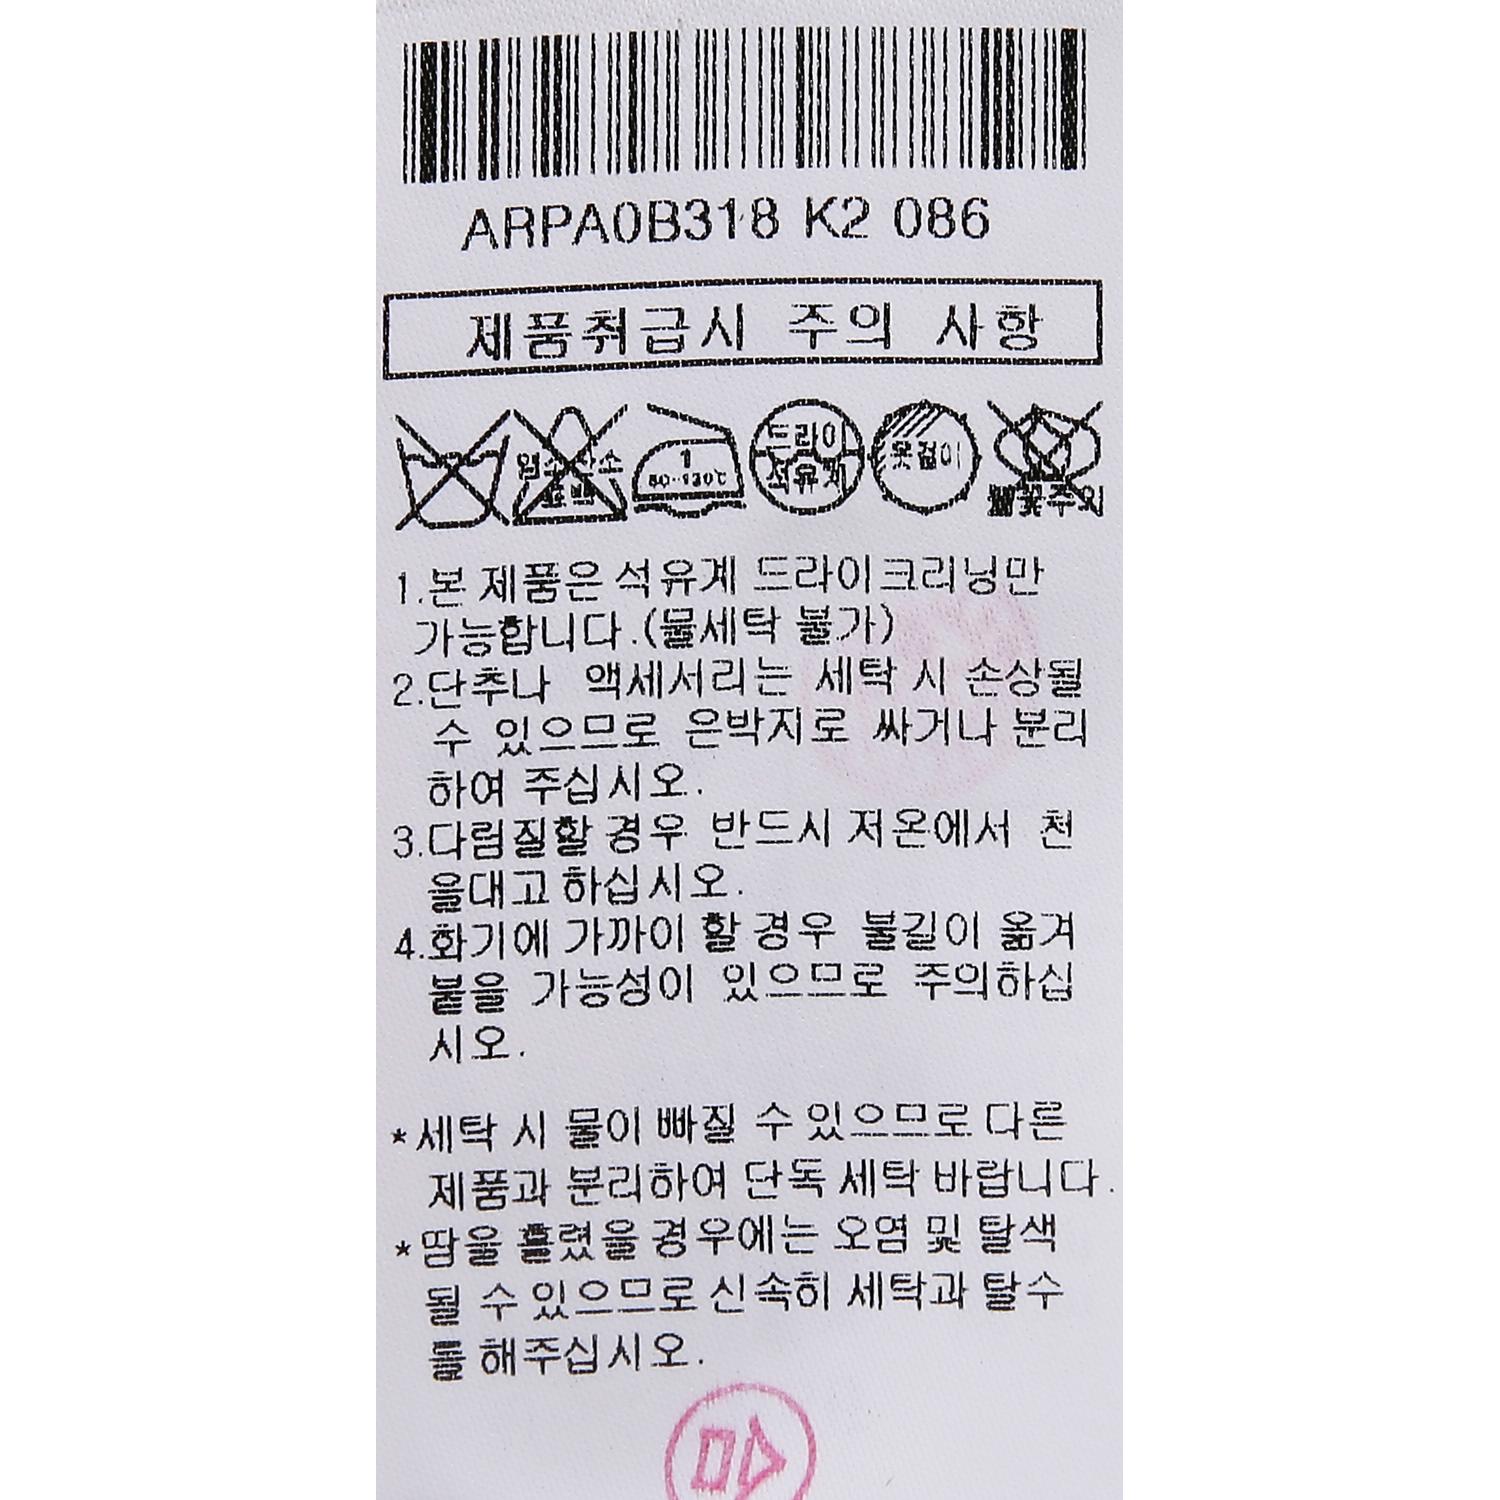 ARPA0B318 K2 086
제품취급시 주의 사항
염소산소
표백
1
80~120℃
드라이
석유계
옷걸이
불꽃주의
1.본 제품은 석유계 드라이크리닝만
가능합니다.(물세탁 불가)
2.단추나 액세서리는 세탁 시 손상될
수 있으므로 은박지로 싸거나 분리
하여 주십시오.
3.다림질할 경우 반드시 저온에서 천
을대고 하십시오.
4.화기에 가까이 할 경우 불길이 옮겨
붙을 가능성이 있으므로 주의하십
시오.
*세탁 시 물이 빠질 수 있으므로 다른
제품과 분리하여 단독 세탁 바랍니다.
*땀을 흘렸을 경우에는 오염 및 탈색
될 수 있으므로 신속히 세탁과 탈수
를 해주십시오.